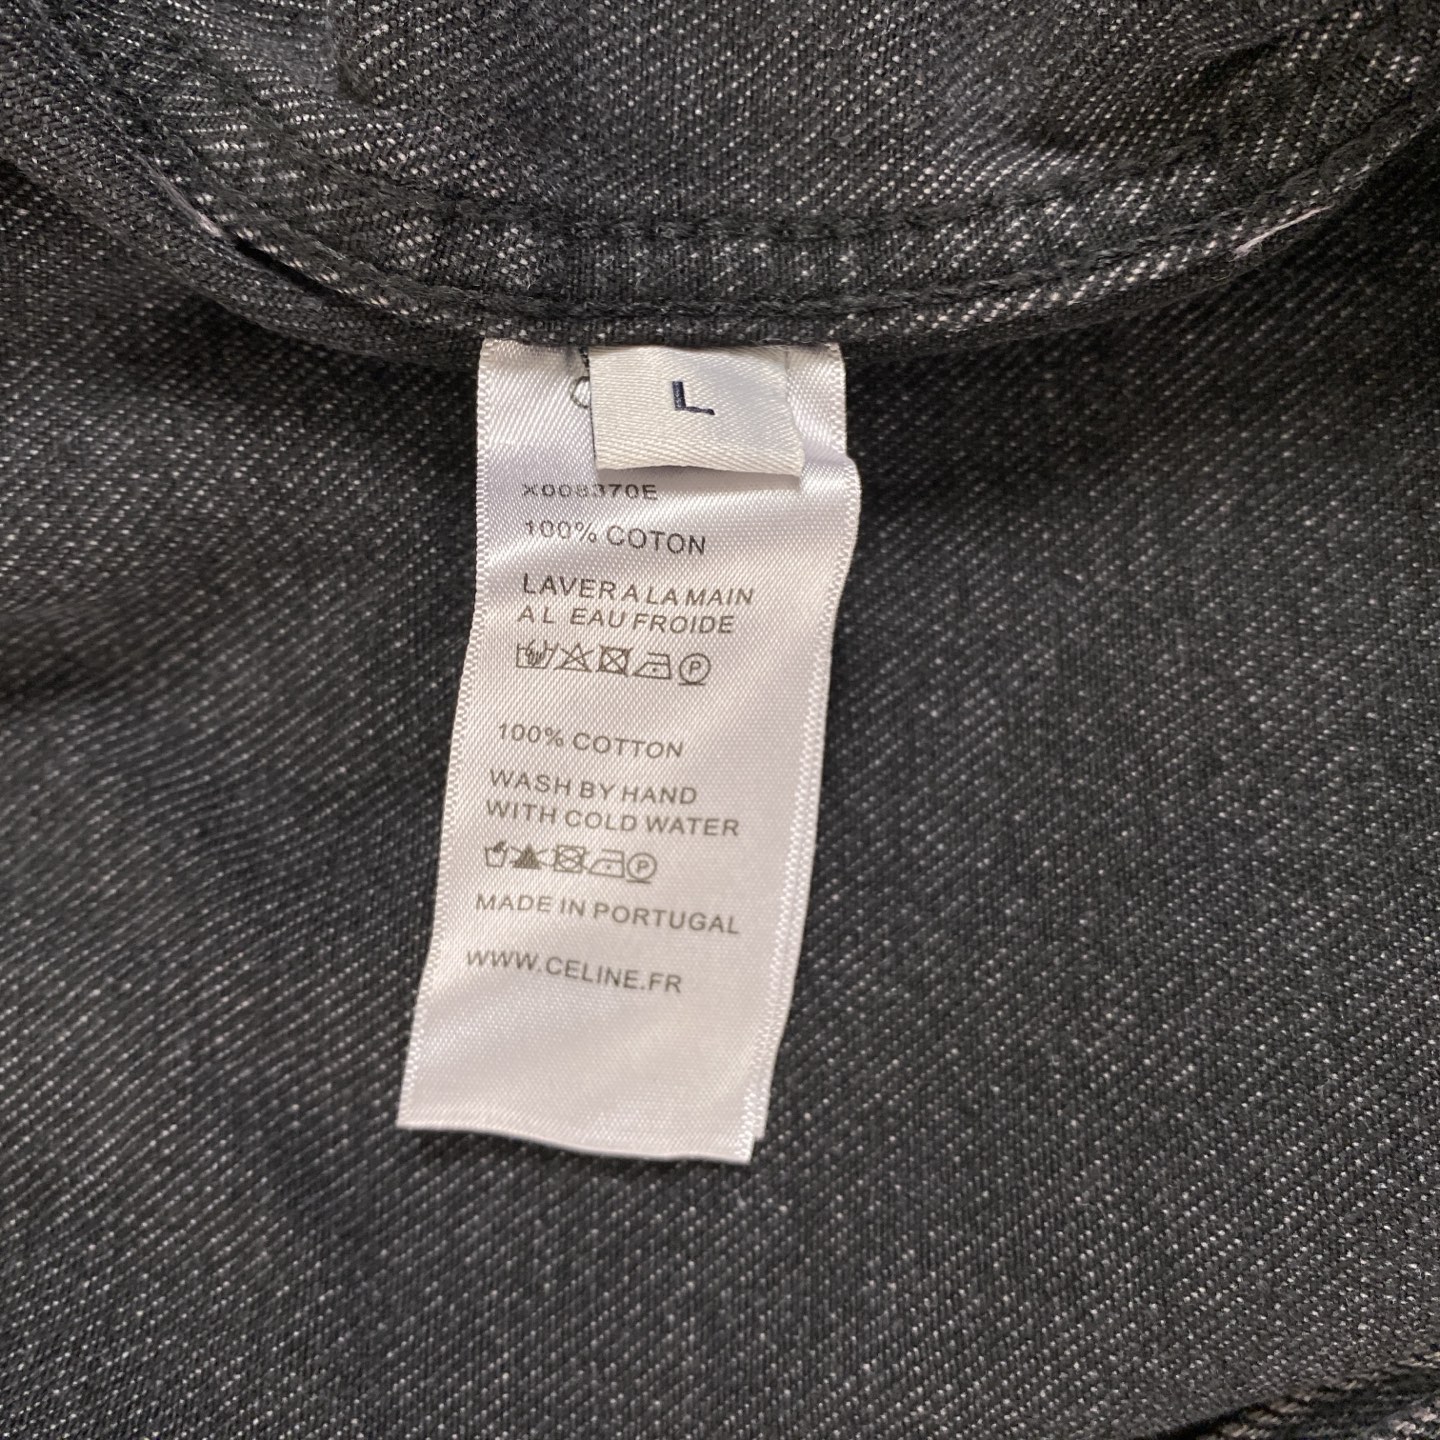 L
X008370E
100% COTON
LAVER A LA MAIN
A L EAU FROIDE
P
100% COTTON
WASH BY HAND
WITH COLD WATER
P
MADE IN PORTUGAL
WWW.CELINE.FR